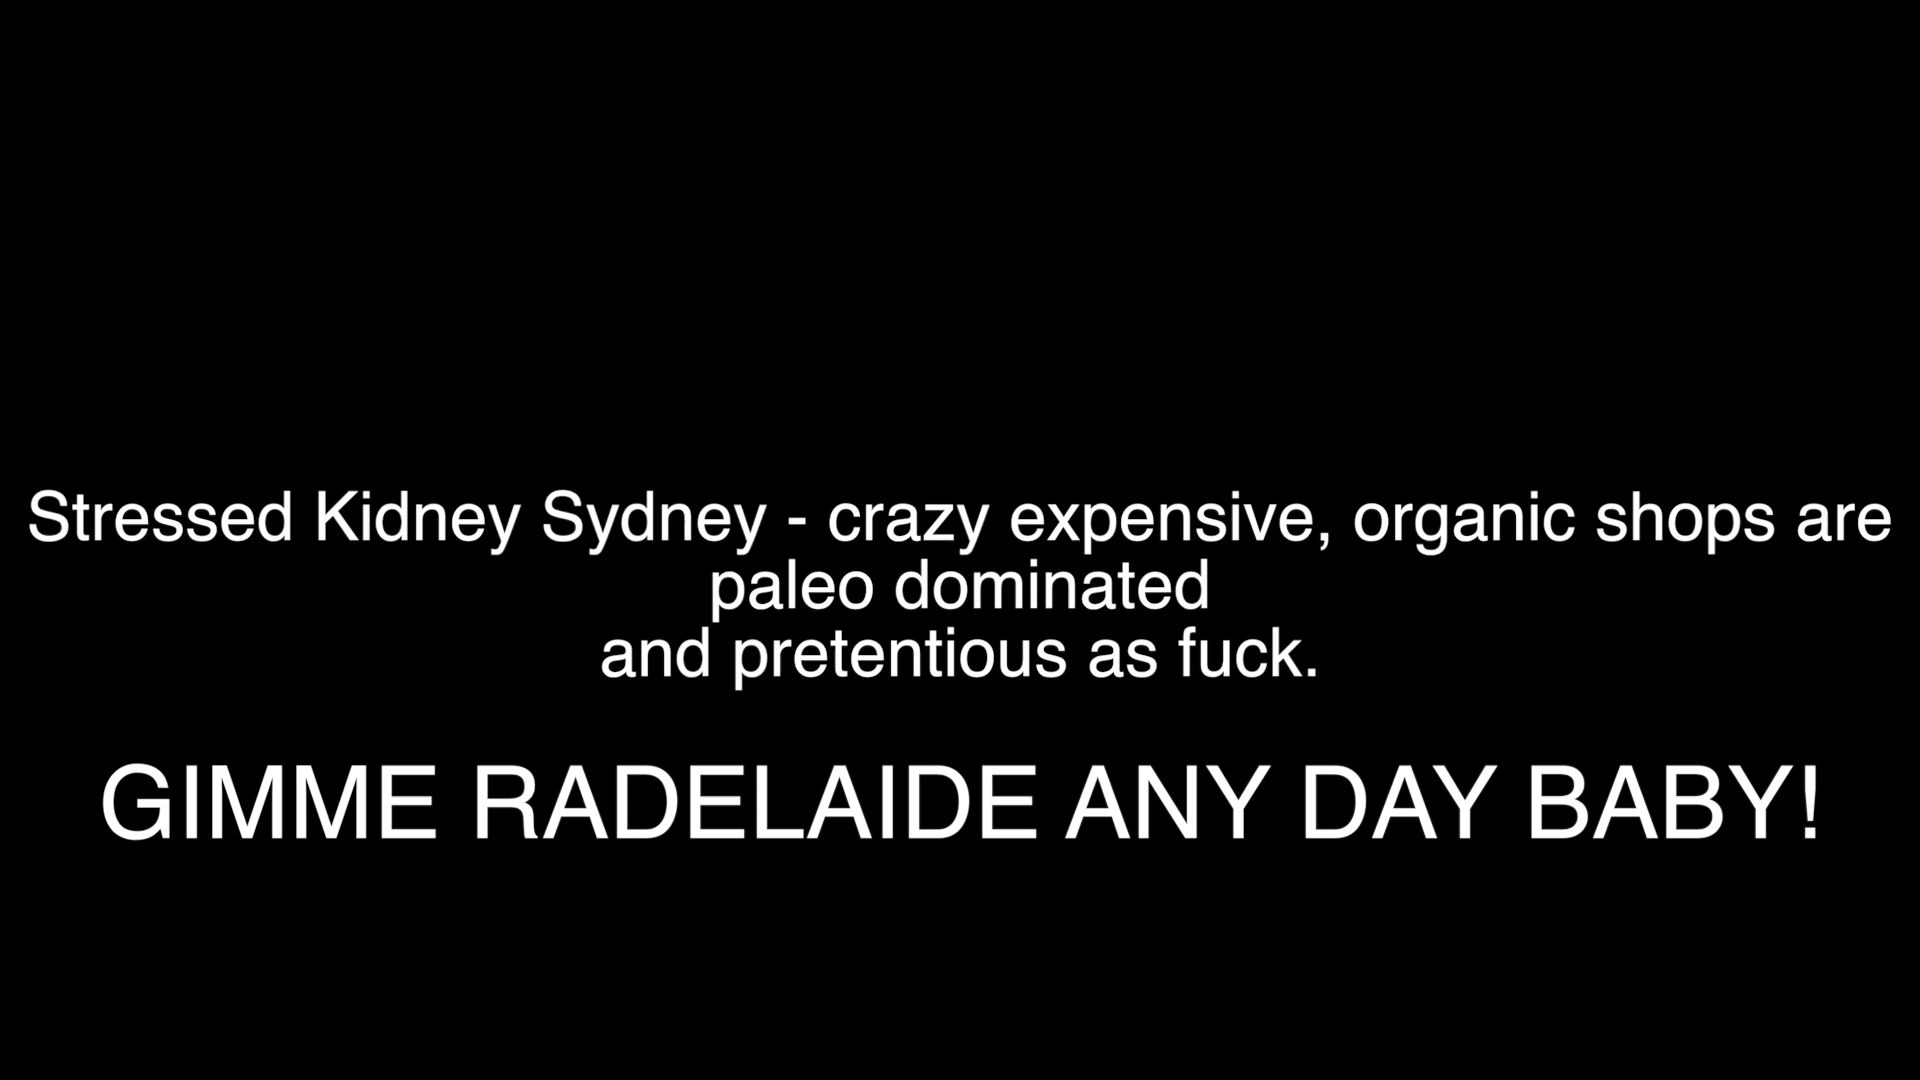 Stressed Kidney Sydney - crazy expensive, organic shops are
paleo dominated
and pretentious as fuck.
GIMME RADELAIDE ANY DAY BABY!